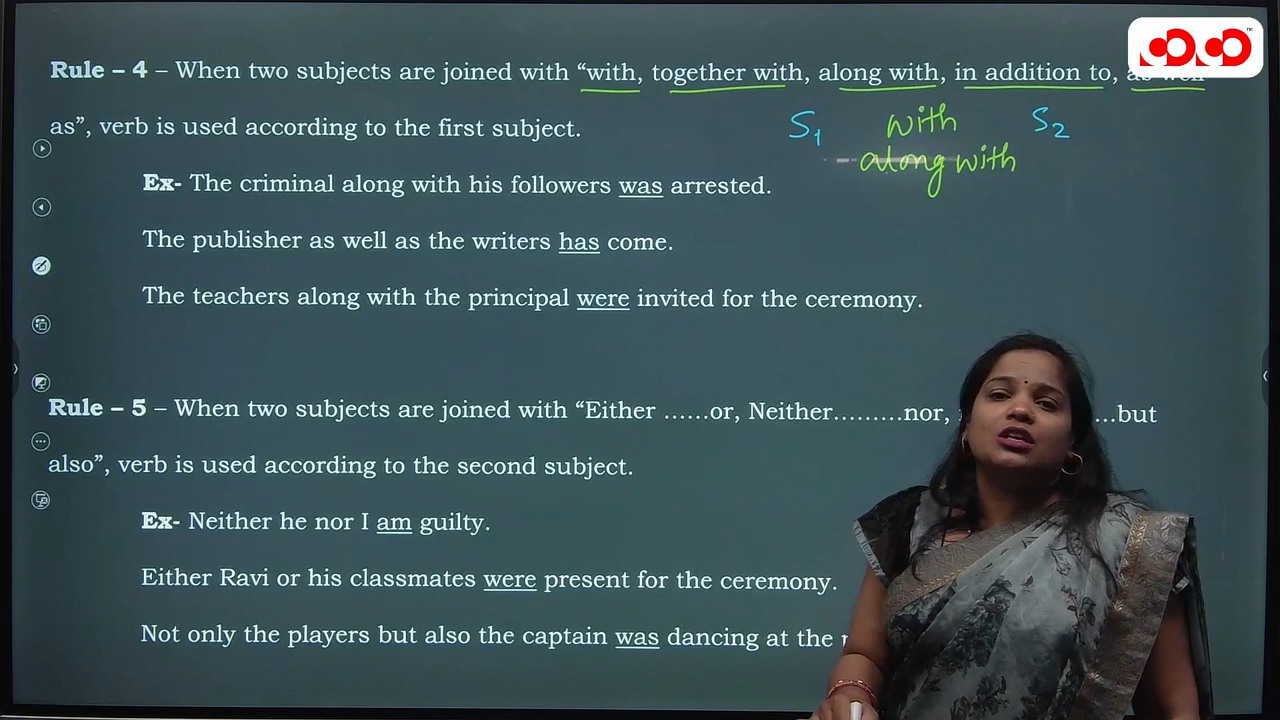 Rule – 4 – When two subjects are joined with “with, together with, along with, in addition to, as well
as”, verb is used according to the first subject.
S1 with S2
along with
Ex- The criminal along with his followers was arrested.
The publisher as well as the writers has come.
The teachers along with the principal were invited for the ceremony.
Rule – 5 – When two subjects are joined with “Either ......or, Neither.........nor, ...but
also”, verb is used according to the second subject.
Ex- Neither he nor I am guilty.
Either Ravi or his classmates were present for the ceremony.
Not only the players but also the captain was dancing at the